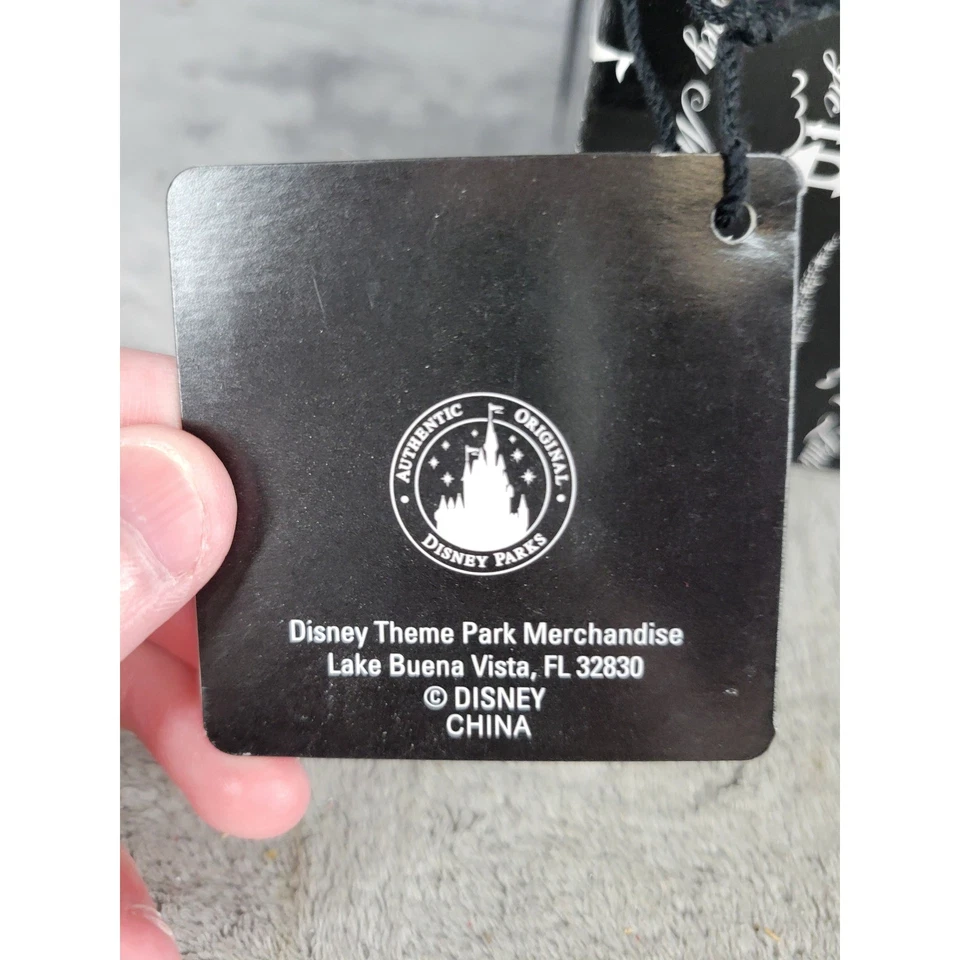 AUTHENTIC ORIGINAL
DISNEY PARKS
Disney Theme Park Merchandise
Lake Buena Vista, FL 32830
© DISNEY
CHINA